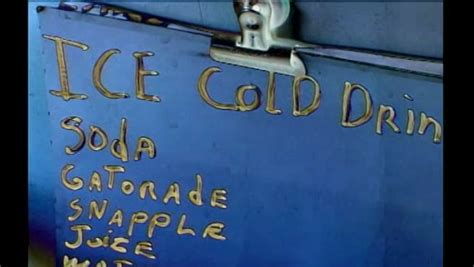 ICE COLD Drin
SODA
GATORADE
SNAPPLE
JUICE